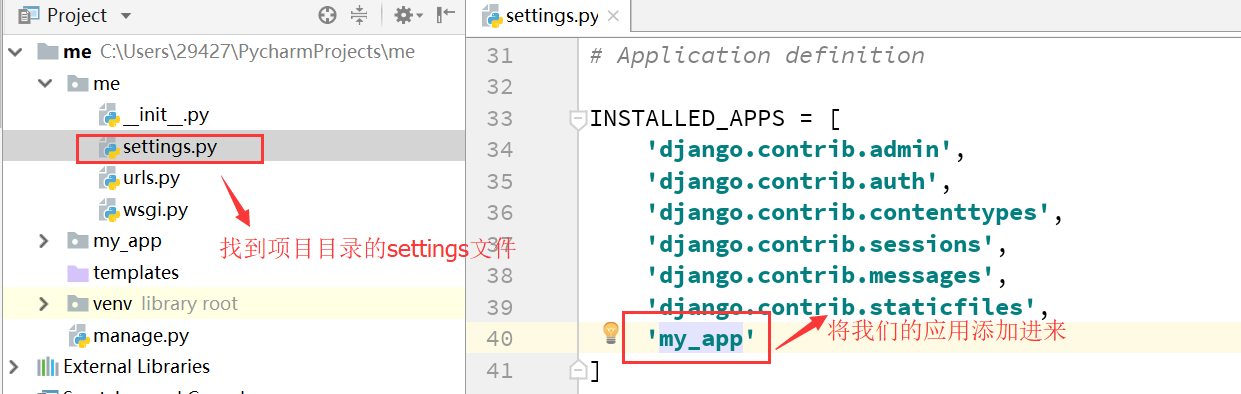 Project
me C:\Users\29427\PycharmProjects\me
me
__init__.py
settings.py
urls.py
wsgi.py
my_app
templates
venv library root
manage.py
External Libraries
找到项目目录的settings文件
settings.py
31 # Application definition
32
33 INSTALLED_APPS = [
34 'django.contrib.admin',
35 'django.contrib.auth',
36 'django.contrib.contenttypes',
37 'django.contrib.sessions',
38 'django.contrib.messages',
39 'django.contrib.staticfiles',
40 'my_app'
41 ]
将我们的应用添加进来